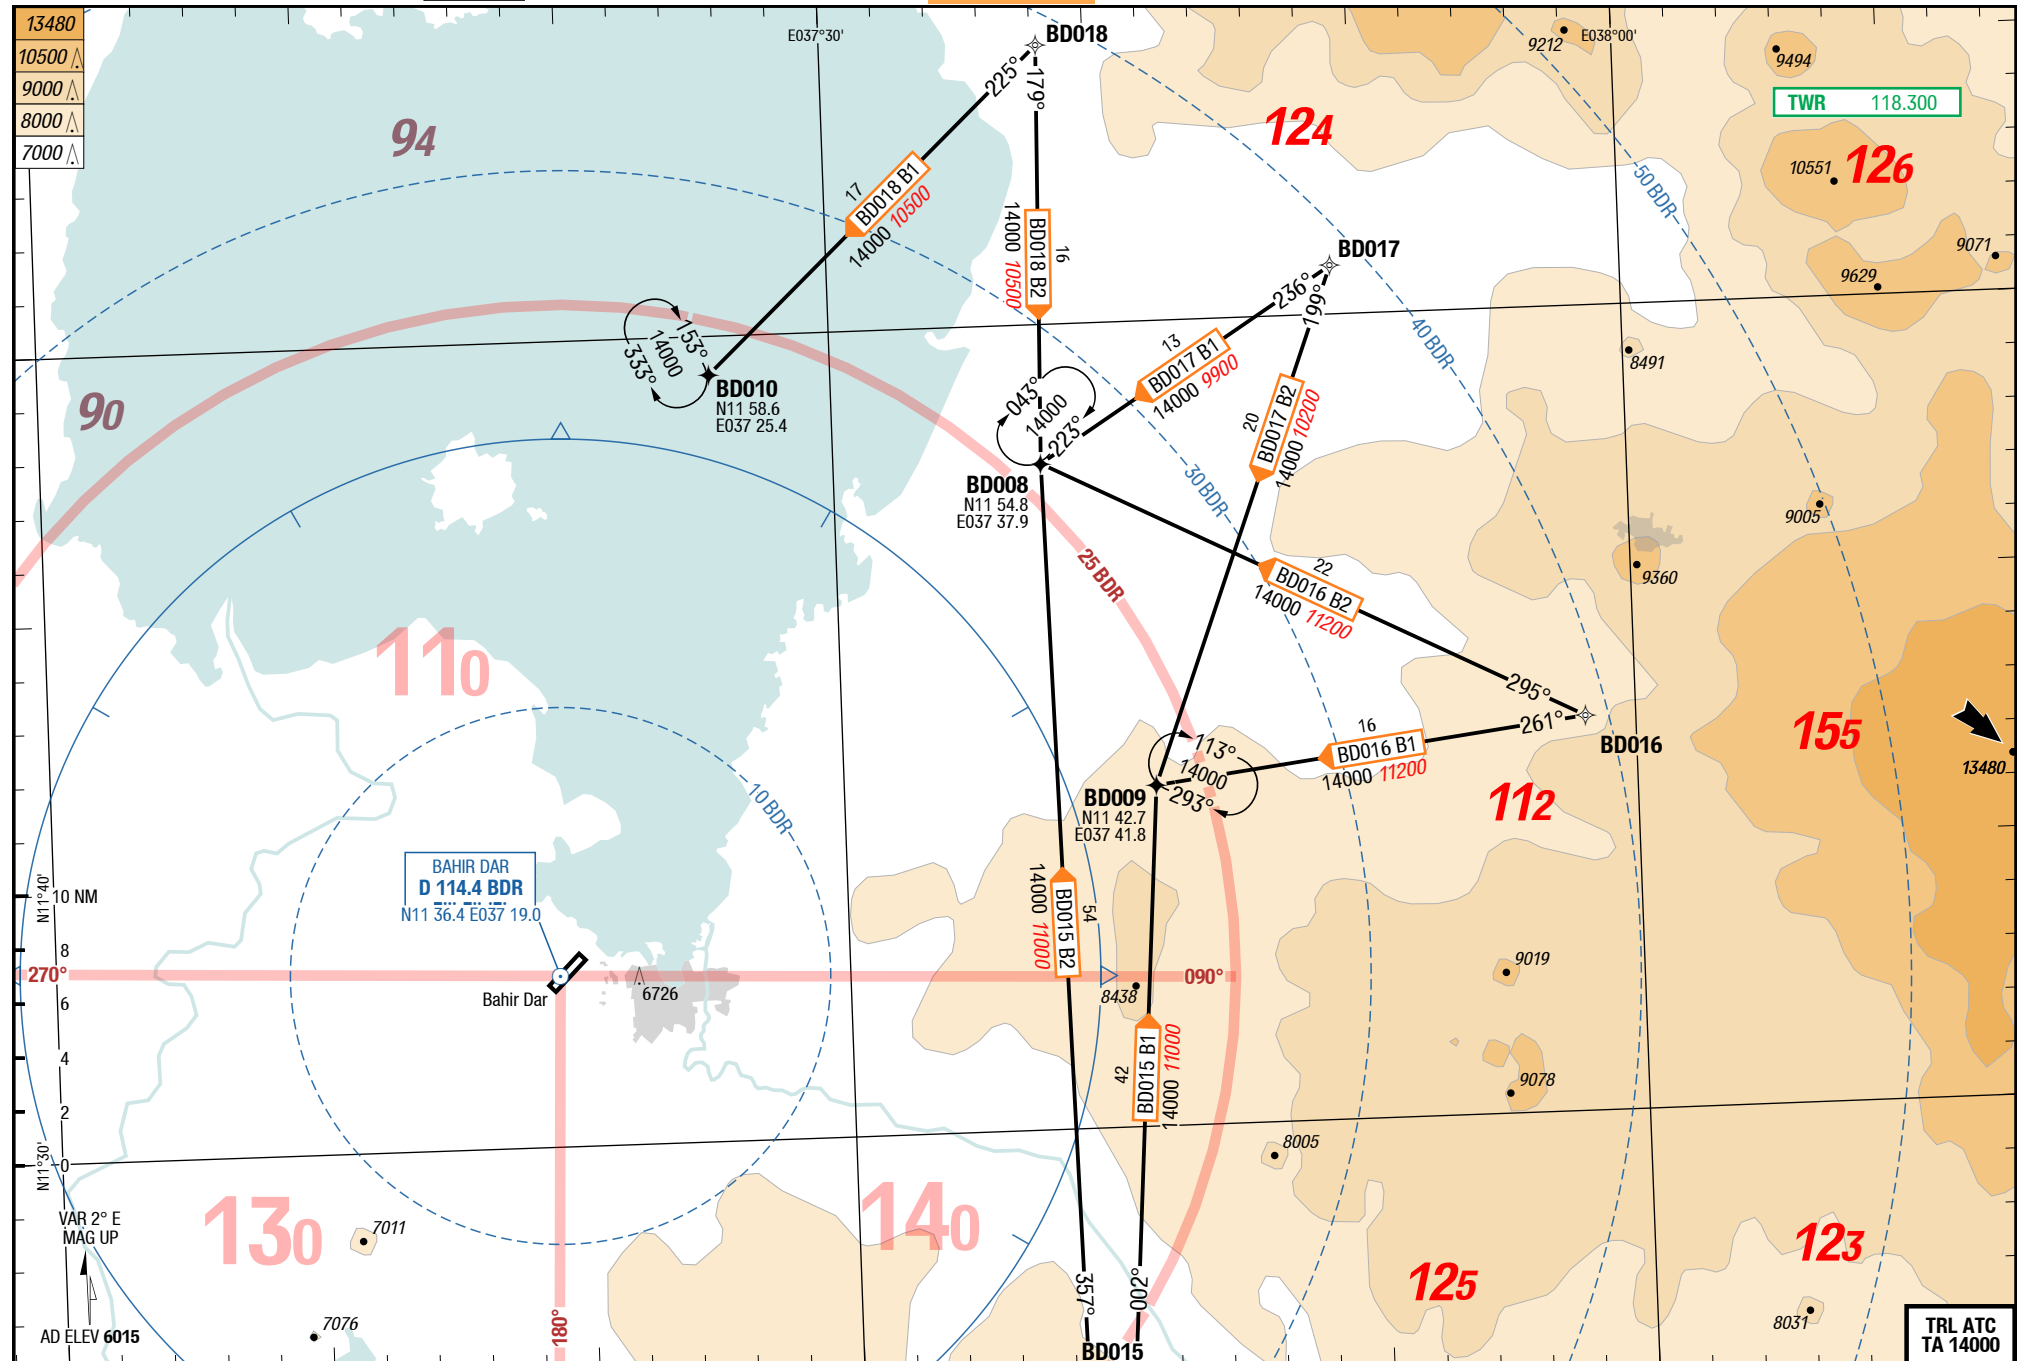 13480
10500
9000
8000
7000
E037°30'
BD018
9212
E038°00'
9494
TWR 118.300
225°
179°
94
124
10551
126
50 BDR
17
BD018 B1
14000 10500
16
BD018 B2
14000 10500
BD017
9071
9629
236°
199°
153°
14000
333°
BD010
N11 58.6
E037 25.4
13
BD017 B1
14000 9900
40 BDR
8491
90
043°
14000
223°
20
BD017 B2
14000 10200
BD008
N11 54.8
E037 37.9
30 BDR
9005
25 BDR
22
BD016 B2
14000 11200
9360
110
295°
261°
BD016
155
13480
113°
14000
293°
16
BD016 B1
14000 11200
BD009
N11 42.7
E037 41.8
112
10 BDR
BAHIR DAR
D 114.4 BDR
N11 36.4 E037 19.0
N11°40'
10 NM
8
6
4
2
0
54
BD015 B2
14000 11000
270°
090°
Bahir Dar
6726
8438
9019
42
BD015 B1
14000 11000
9078
8005
N11°30'
VAR 2° E
MAG UP
130
7011
140
123
125
357°
002°
180°
7076
8031
AD ELEV 6015
BD015
TRL ATC
TA 14000